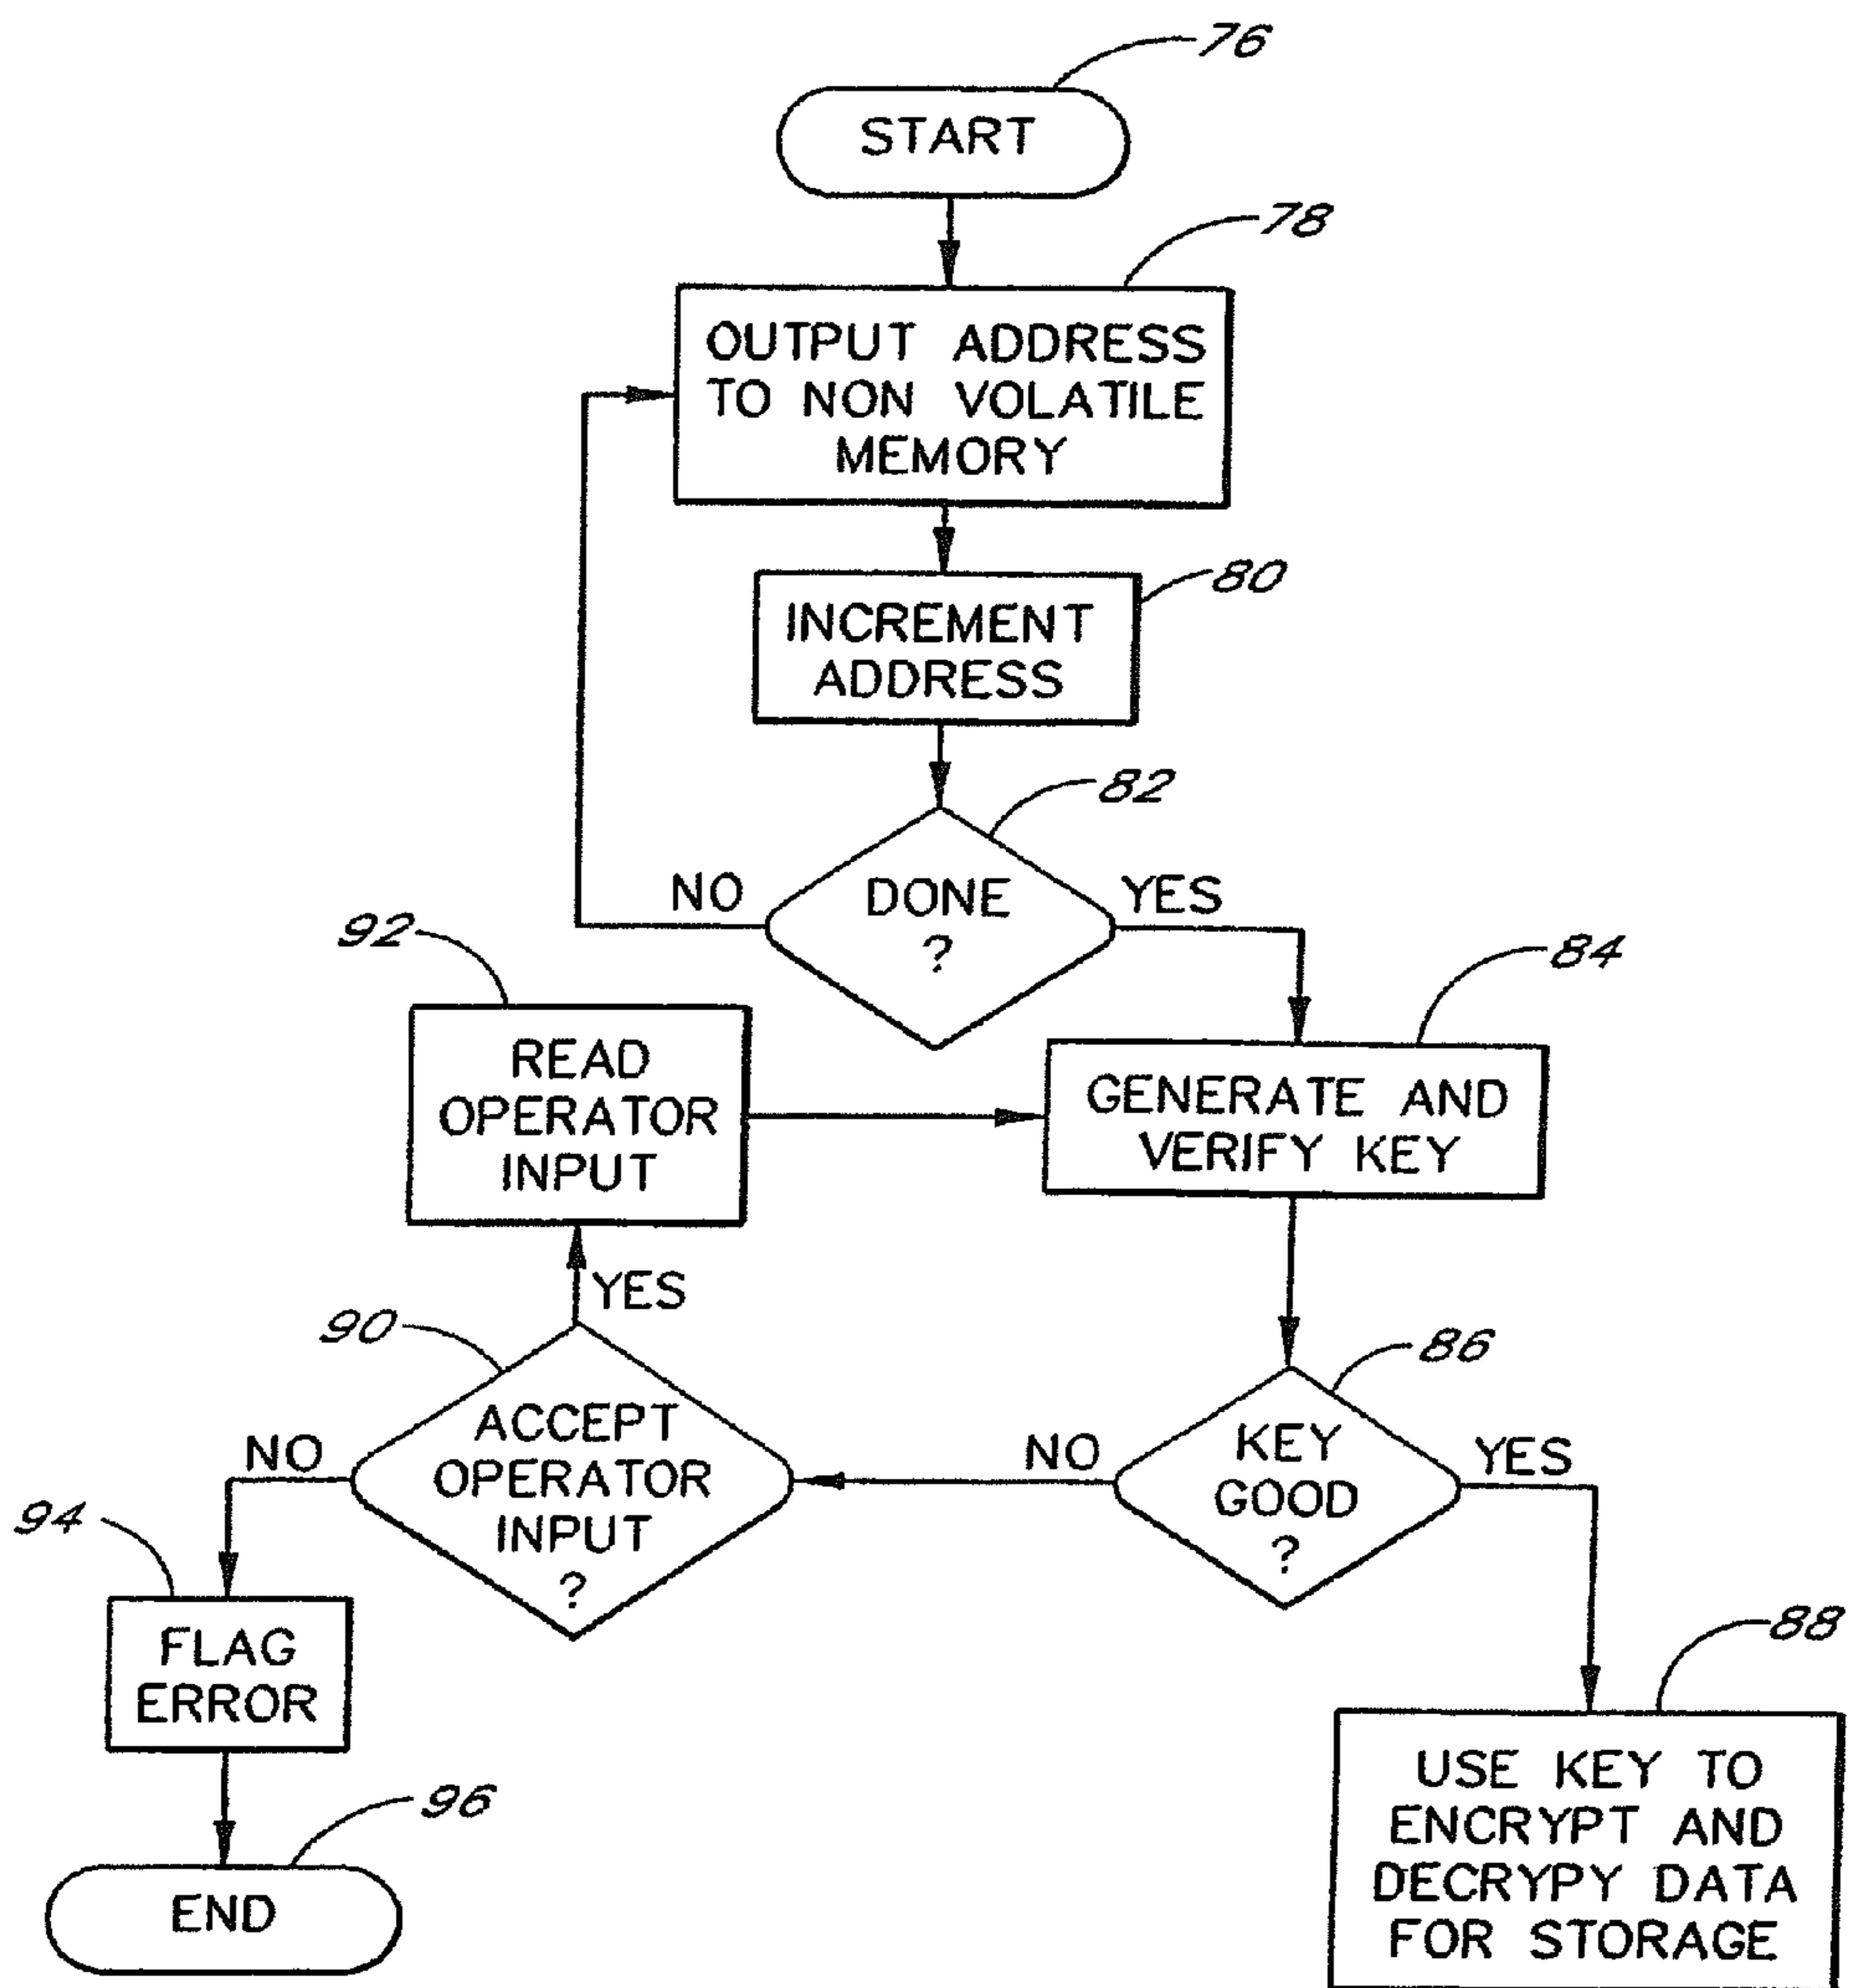 76
START
78
OUTPUT ADDRESS
TO NON VOLATILE
MEMORY
80
INCREMENT
ADDRESS
82
DONE
?
NO
YES
92
84
READ
OPERATOR
INPUT
GENERATE AND
VERIFY KEY
YES
90
86
ACCEPT
OPERATOR
INPUT
?
NO
NO
KEY
GOOD
?
YES
94
FLAG
ERROR
88
USE KEY TO
ENCRYPT AND
DECRYPY DATA
FOR STORAGE
96
END